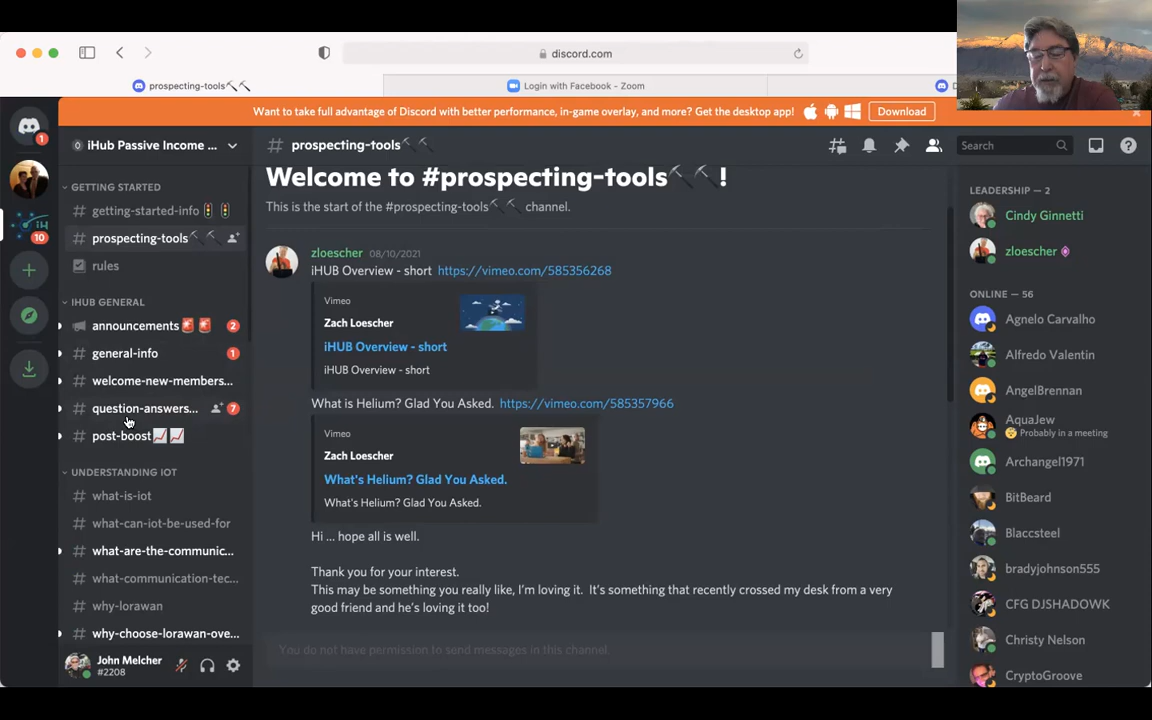 discord.com
prospecting-tools
Login with Facebook - Zoom
D
Want to take full advantage of Discord with better performance, in-game overlay, and more? Get the desktop app!
Download
1
0 iHub Passive Income ...
# prospecting-tools
Search
GETTING STARTED
# getting-started-info
# prospecting-tools
rules
10
IHUB GENERAL
announcements 2
# general-info 1
# welcome-new-members...
# question-answers... 7
# post-boost
UNDERSTANDING IOT
# what-is-iot
# what-can-iot-be-used-for
# what-are-the-communic...
# what-communication-tec...
# why-lorawan
# why-choose-lorawan-ove...
John Melcher
#2208
Welcome to #prospecting-tools !
This is the start of the #prospecting-tools channel.
zloescher 08/10/2021
iHUB Overview - short https://vimeo.com/585356268
Vimeo
Zach Loescher
iHUB Overview - short
iHUB Overview - short
What is Helium? Glad You Asked. https://vimeo.com/585357966
Vimeo
Zach Loescher
What's Helium? Glad You Asked.
What's Helium? Glad You Asked.
Hi ... hope all is well.
Thank you for your interest.
This may be something you really like, I'm loving it. It's something that recently crossed my desk from a very
good friend and he's loving it too!
You do not have permission to send messages in this channel.
LEADERSHIP — 2
Cindy Ginnetti
zloescher
ONLINE — 56
Agnelo Carvalho
Alfredo Valentin
AngelBrennan
AquaJew
Probably in a meeting
Archangel1971
BitBeard
Blaccsteel
bradyjohnson555
CFG DJSHADOWK
Christy Nelson
CryptoGroove